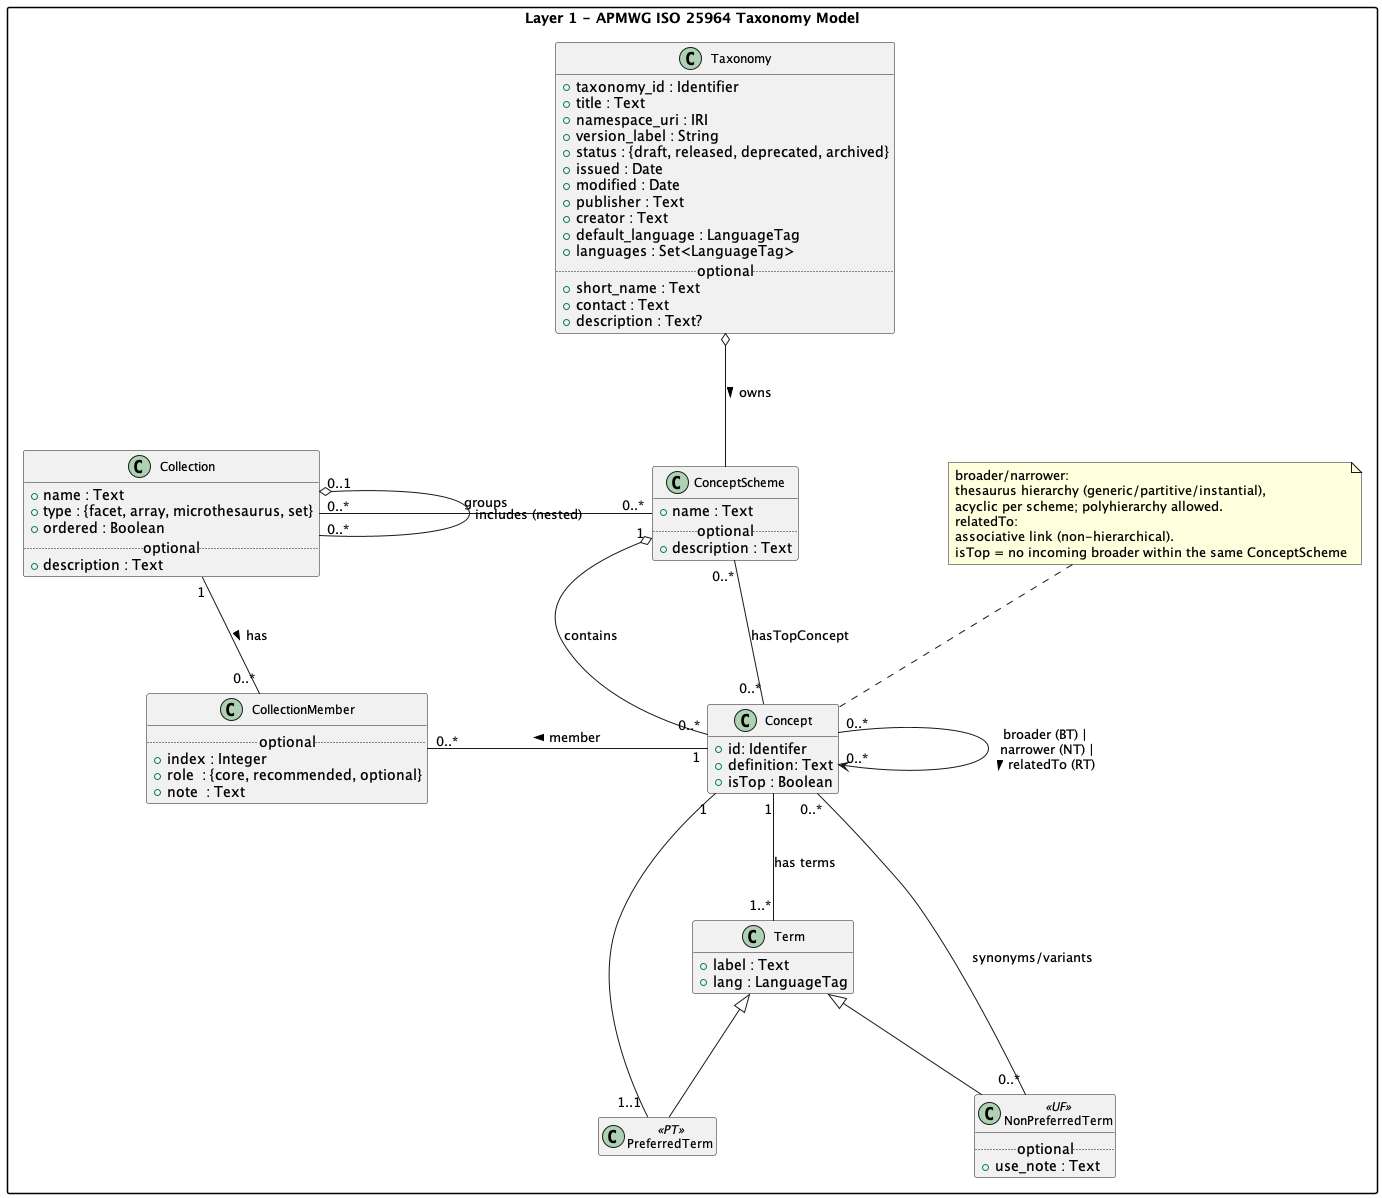 Layer 1 - APMWG ISO 25964 Taxonomy Model
C Taxonomy
taxonomy_id : Identifier
title : Text
namespace_uri : IRI
version_label : String
status : {draft, released, deprecated, archived}
issued : Date
modified : Date
publisher : Text
creator : Text
default_language : LanguageTag
languages : Set<LanguageTag>
optional
short_name : Text
contact : Text
description : Text?
owns
C Collection
name : Text
type : {facet, array, microthesaurus, set}
ordered : Boolean
optional
description : Text
0..1
0..*
0..*
groups
includes (nested)
0..*
1
C ConceptScheme
name : Text
optional
description : Text
broader/narrower:
thesaurus hierarchy (generic/partitive/instantial),
acyclic per scheme; polyhierarchy allowed.
relatedTo:
associative link (non-hierarchical).
isTop = no incoming broader within the same ConceptScheme
1
has
0..*
contains
0..*
0..*
hasTopConcept
0..*
C CollectionMember
optional
index : Integer
role : {core, recommended, optional}
note : Text
0..*
member
1
C Concept
id: Identifer
definition: Text
isTop : Boolean
0..*
0..*
broader (BT) |
narrower (NT) |
relatedTo (RT)
1
1
0..*
has terms
1..*
synonyms/variants
C Term
label : Text
lang : LanguageTag
1..1
0..*
C «PT»
PreferredTerm
C «UF»
NonPreferredTerm
optional
use_note : Text